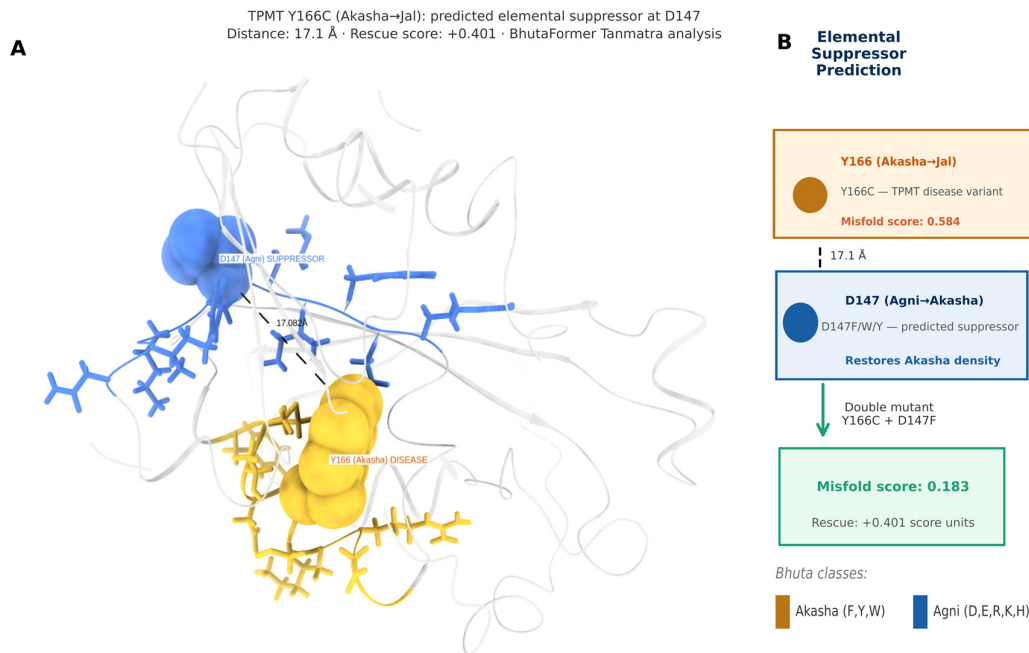 TPMT Y166C (Akasha→Jal): predicted elemental suppressor at D147
Distance: 17.1 Å · Rescue score: +0.401 · BhutaFormer Tanmatra analysis
A
D147 (Agni) SUPPRESSOR
17.082Å
Y166 (Akasha) DISEASE
B
Elemental
Suppressor
Prediction
Y166 (Akasha→Jal)
Y166C — TPMT disease variant
Misfold score: 0.584
17.1 Å
D147 (Agni→Akasha)
D147F/W/Y — predicted suppressor
Restores Akasha density
Double mutant
Y166C + D147F
Misfold score: 0.183
Rescue: +0.401 score units
Bhuta classes:
Akasha (F,Y,W)
Agni (D,E,R,K,H)